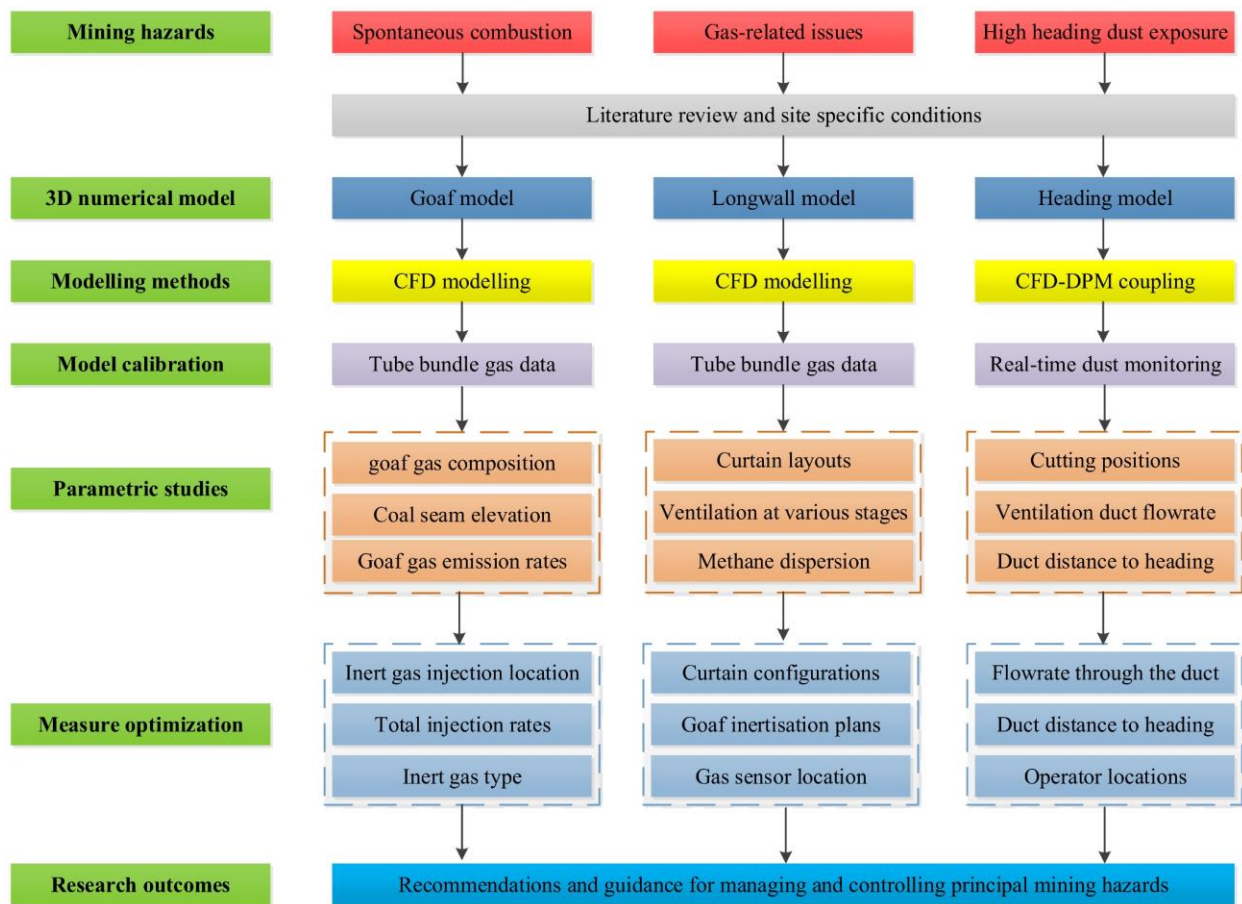 Mining hazards
Spontaneous combustion
Gas-related issues
High heading dust exposure
Literature review and site specific conditions
3D numerical model
Goaf model
Longwall model
Heading model
Modelling methods
CFD modelling
CFD modelling
CFD-DPM coupling
Model calibration
Tube bundle gas data
Tube bundle gas data
Real-time dust monitoring
Parametric studies
goaf gas composition
Coal seam elevation
Goaf gas emission rates
Curtain layouts
Ventilation at various stages
Methane dispersion
Cutting positions
Ventilation duct flowrate
Duct distance to heading
Measure optimization
Inert gas injection location
Total injection rates
Inert gas type
Curtain configurations
Goaf inertisation plans
Gas sensor location
Flowrate through the duct
Duct distance to heading
Operator locations
Research outcomes
Recommendations and guidance for managing and controlling principal mining hazards